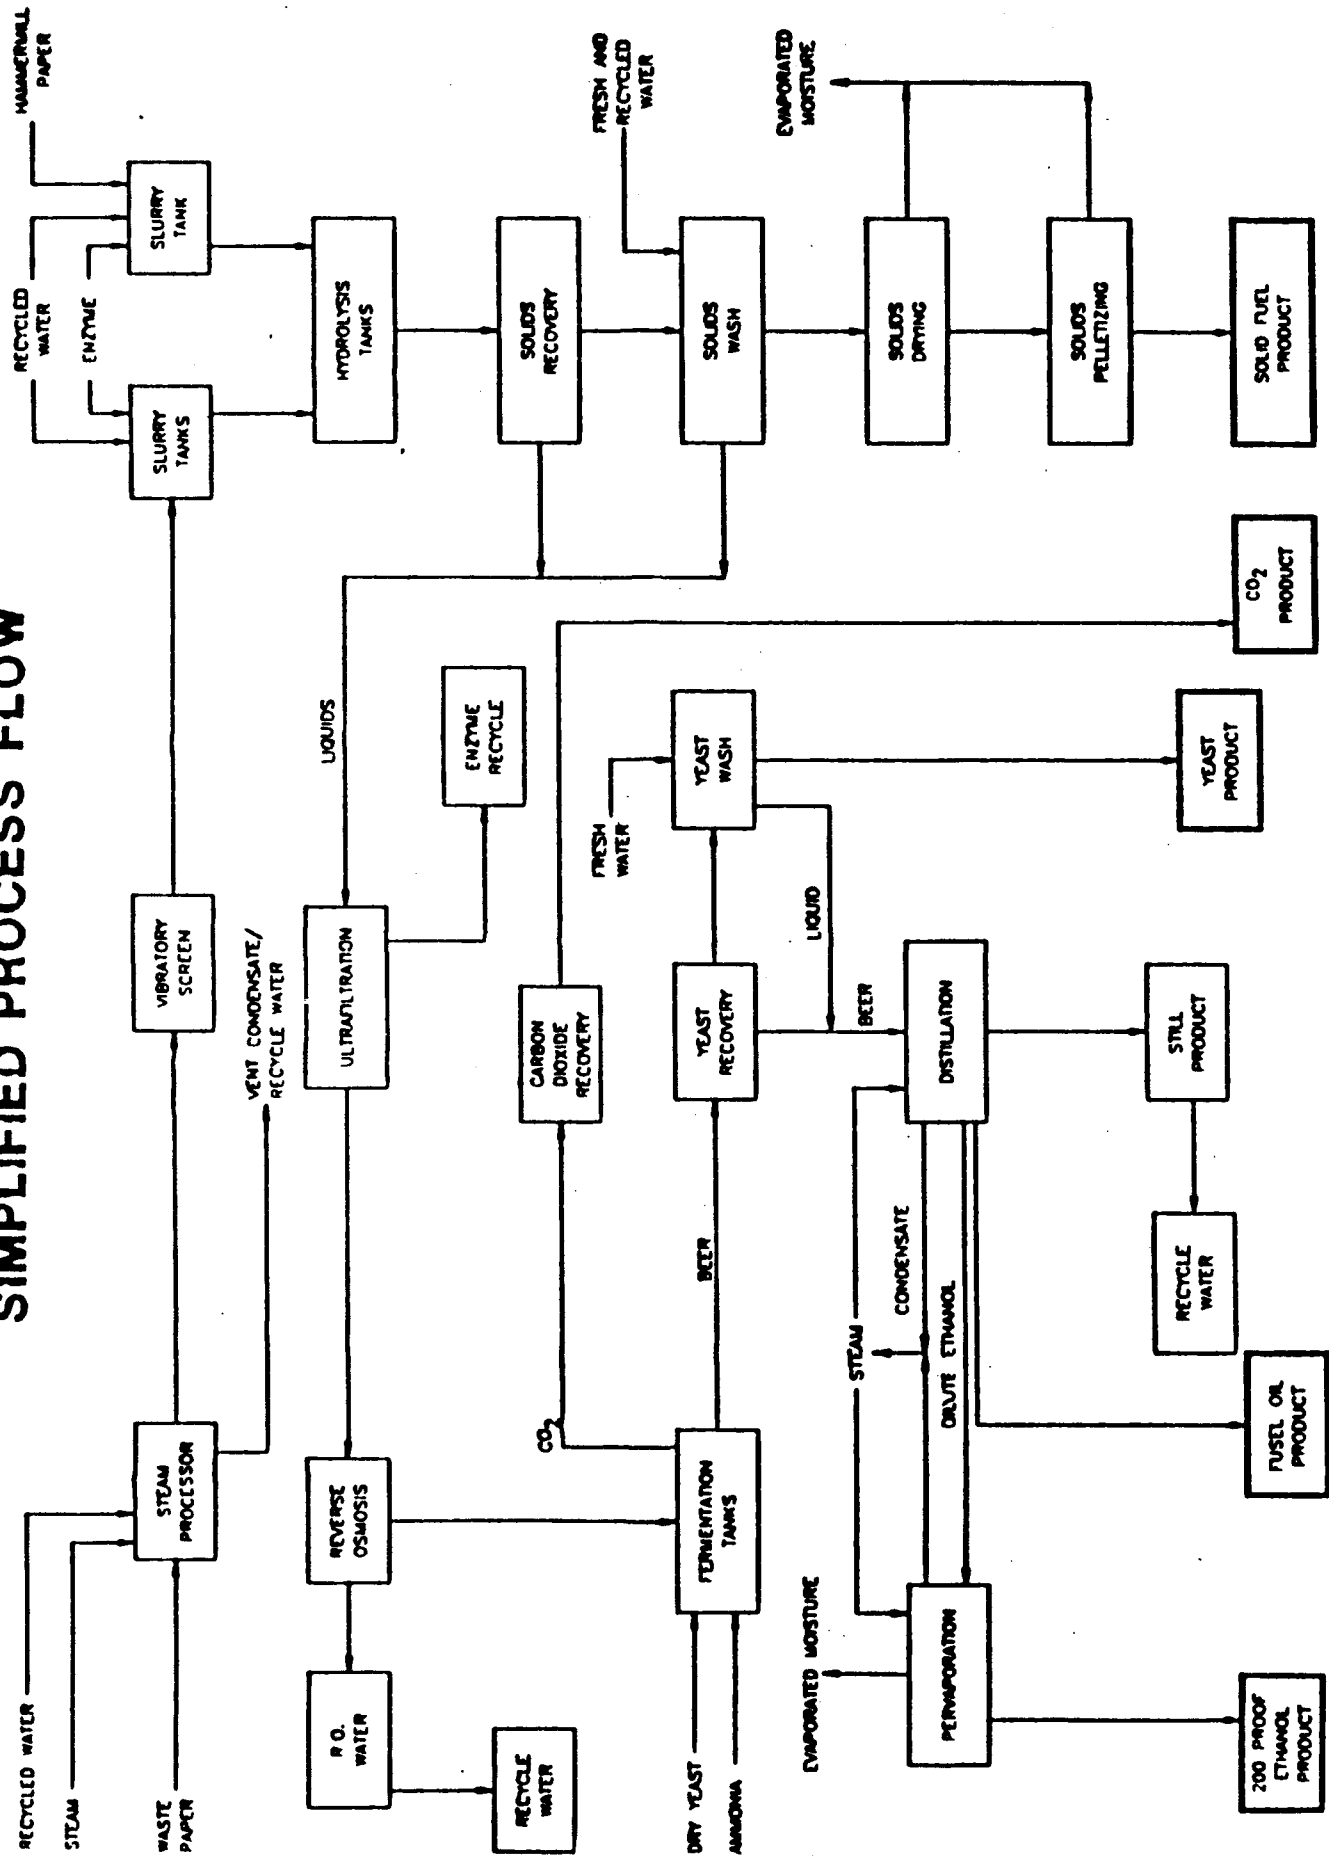 SIMPLIFIED PROCESS FLOW
RECYCLED WATER
STEAM
WASTE
PAPER
STEAM
PROCESSOR
VENT CONDENSATE/
RECYCLE WATER
VIBRATORY
SCREEN
SLURRY
TANKS
RECYCLED
WATER
ENZYME
SLURRY
TANK
HAMMERMILL
PAPER
HYDROLYSIS
TANKS
SOLIDS
RECOVERY
FRESH AND
RECYCLED
WATER
SOLIDS
WASH
EVAPORATED
MOISTURE
SOLIDS
DRYING
SOLIDS
PELLETIZING
SOLID FUEL
PRODUCT
LIQUIDS
ULTRAFILTRATION
ENZYME
RECYCLE
REVERSE
OSMOSIS
R.O.
WATER
RECYCLE
WATER
DRY YEAST
AMMONIA
FERMENTATION
TANKS
CO2
CARBON
DIOXIDE
RECOVERY
CO2
PRODUCT
BEER
YEAST
RECOVERY
FRESH
WATER
YEAST
WASH
YEAST
PRODUCT
LIQUID
BEER
DISTILLATION
STILL
PRODUCT
RECYCLE
WATER
STEAM
CONDENSATE
DILUTE ETHANOL
FUSEL OIL
PRODUCT
EVAPORATED MOISTURE
PERVAPORATION
200 PROOF
ETHANOL
PRODUCT